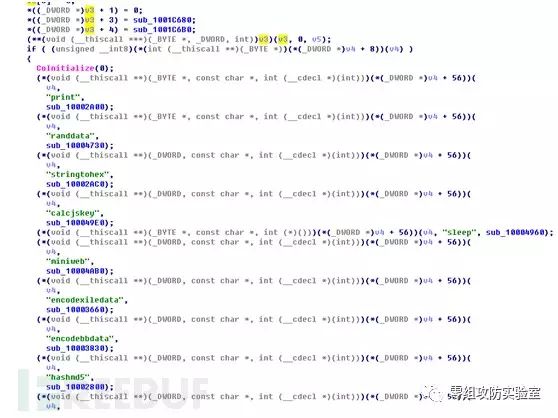 *((_DWORD *)v3 + 1) = 0;
*((_DWORD *)v3 + 3) = sub_1001C680;
*((_DWORD *)v3 + 4) = sub_1001C6B0;
(**(void (__thiscall ***)(_BYTE *, _DWORD, int))v3)(v3, 0, v5);
if ( (unsigned __int8)(*(int (__thiscall **)(_BYTE *))(*(_DWORD *)v4 + 8))(v4) )
{
CoInitialize(0);
(*(void (__thiscall **)(_BYTE *, const char *, int (__cdecl *)(int)))(*(_DWORD *)v4 + 56))(
v4,
"print",
sub_10002A00);
(*(void (__thiscall **)(_BYTE *, const char *, int (__cdecl *)(int)))(*(_DWORD *)v4 + 56))(
v4,
"randdata",
sub_10004730);
(*(void (__thiscall **)(_DWORD, const char *, int (__cdecl *)(int)))(*(_DWORD *)v4 + 56))(
v4,
"stringtohex",
sub_10002AC0);
(*(void (__thiscall **)(_DWORD, const char *, int (__cdecl *)(int)))(*(_DWORD *)v4 + 56))(
v4,
"calcjskey",
sub_100049E0);
(*(void (__thiscall **)(_BYTE *, const char *, int (*)()))(*(_DWORD *)v4 + 56))(v4, "sleep", sub_10004960);
(*(void (__thiscall **)(_DWORD, const char *, int (__cdecl *)(int)))(*(_DWORD *)v4 + 56))(
v4,
"miniweb",
sub_10004AB0);
(*(void (__thiscall **)(_DWORD, const char *, int (__cdecl *)(int)))(*(_DWORD *)v4 + 56))(
v4,
"encodexiledata",
sub_10003660);
(*(void (__thiscall **)(_DWORD, const char *, int (__cdecl *)(int)))(*(_DWORD *)v4 + 56))(
v4,
"encodebbdata",
sub_10003830);
(*(void (__thiscall **)(_DWORD, const char *, int (__cdecl *)(int)))(*(_DWORD *)v4 + 56))(
v4,
"hashmd5",
sub_10002800);
(*(void (__thiscall **)(_DWORD, const char *, int (__cdecl *)(int)))(*(_DWORD *)v4 + 56))(
v4,
REEBUF
零组攻防实验室